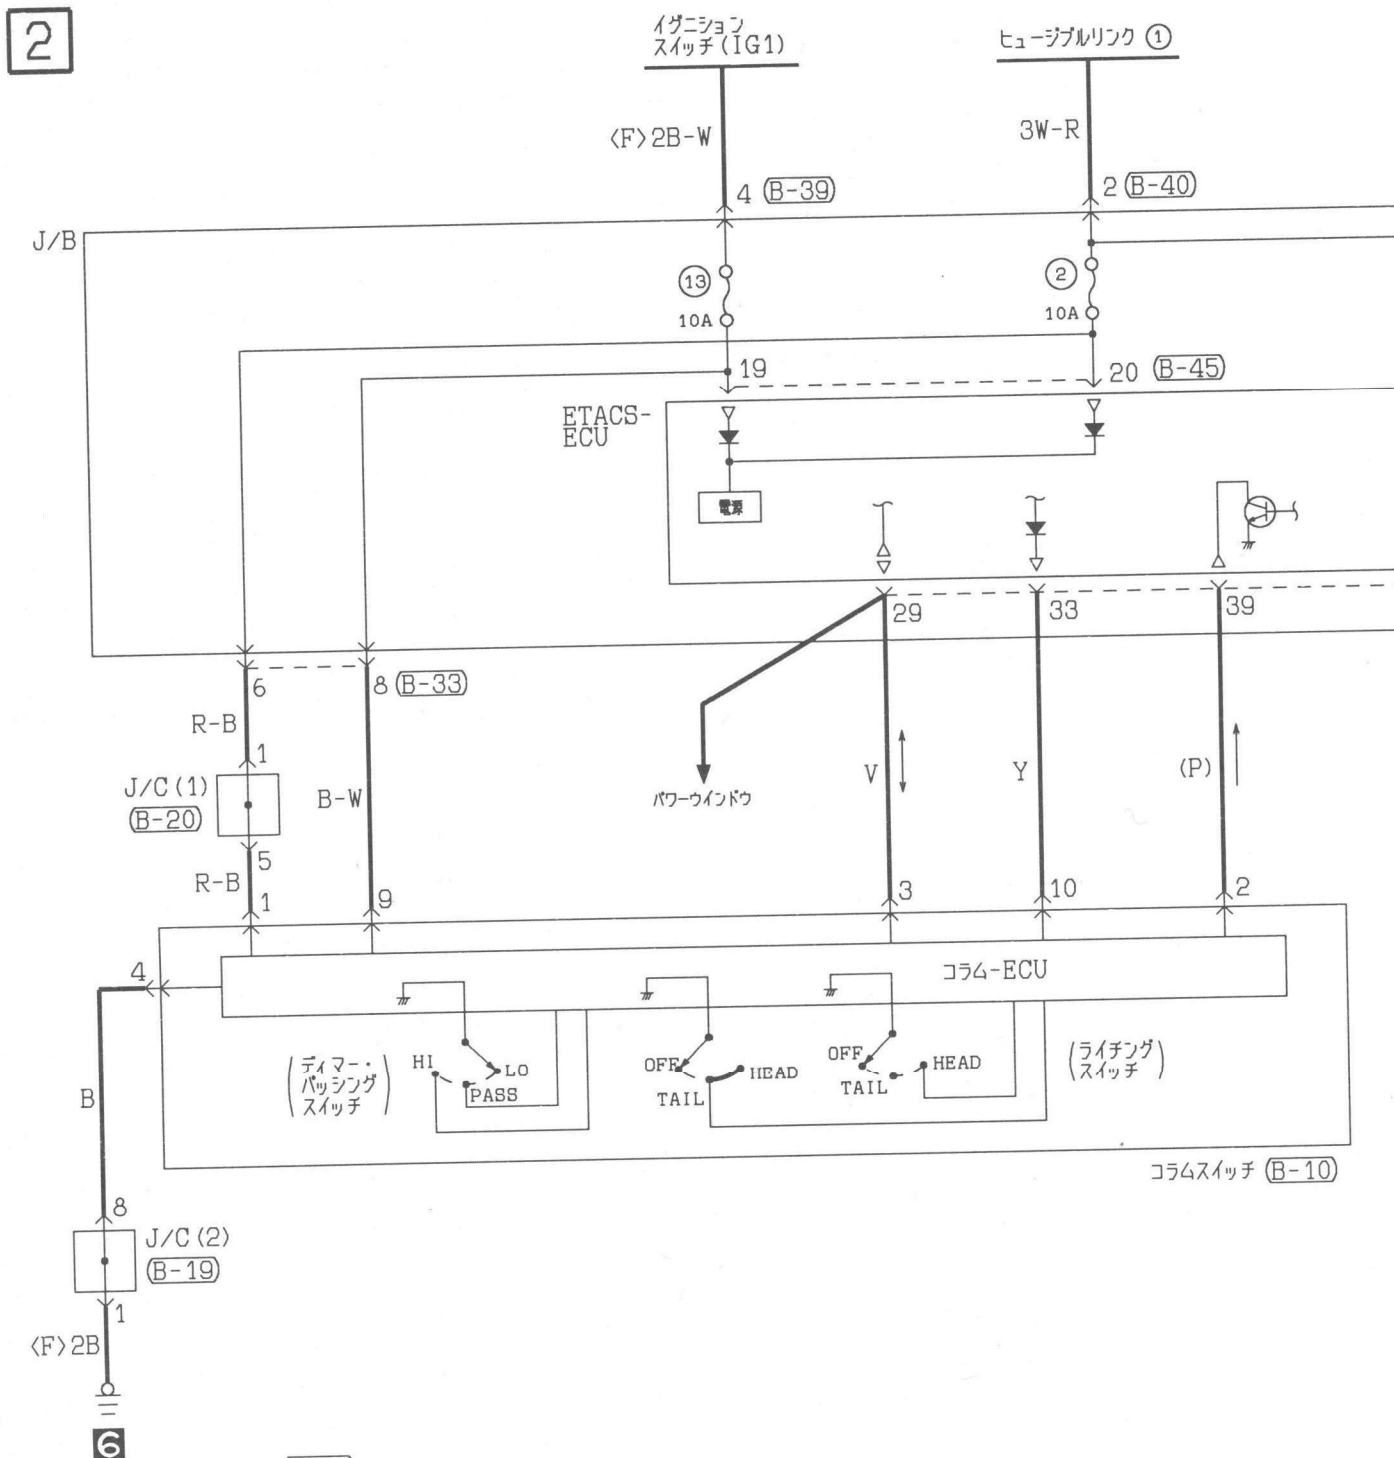 2
イグニション
スイッチ(IG1)
ヒュージブルリンク ①
〈F〉2B-W
3W-R
4 (B-39)
2 (B-40)
J/B
⑬
10A
②
10A
19
20 (B-45)
ETACS-
ECU
電源
29
33
39
6
8 (B-33)
R-B
1
J/C(1)
(B-20)
B-W
パワーウインドウ
V
Y
(P)
5
R-B
1
9
3
10
2
4
コラム-ECU
(ディマー・
パッシング
スイッチ)
HI
LO
PASS
OFF
HEAD
TAIL
OFF
HEAD
TAIL
(ライチング
スイッチ)
B
コラムスイッチ (B-10)
8
J/C(2)
(B-19)
1
〈F〉2B
6